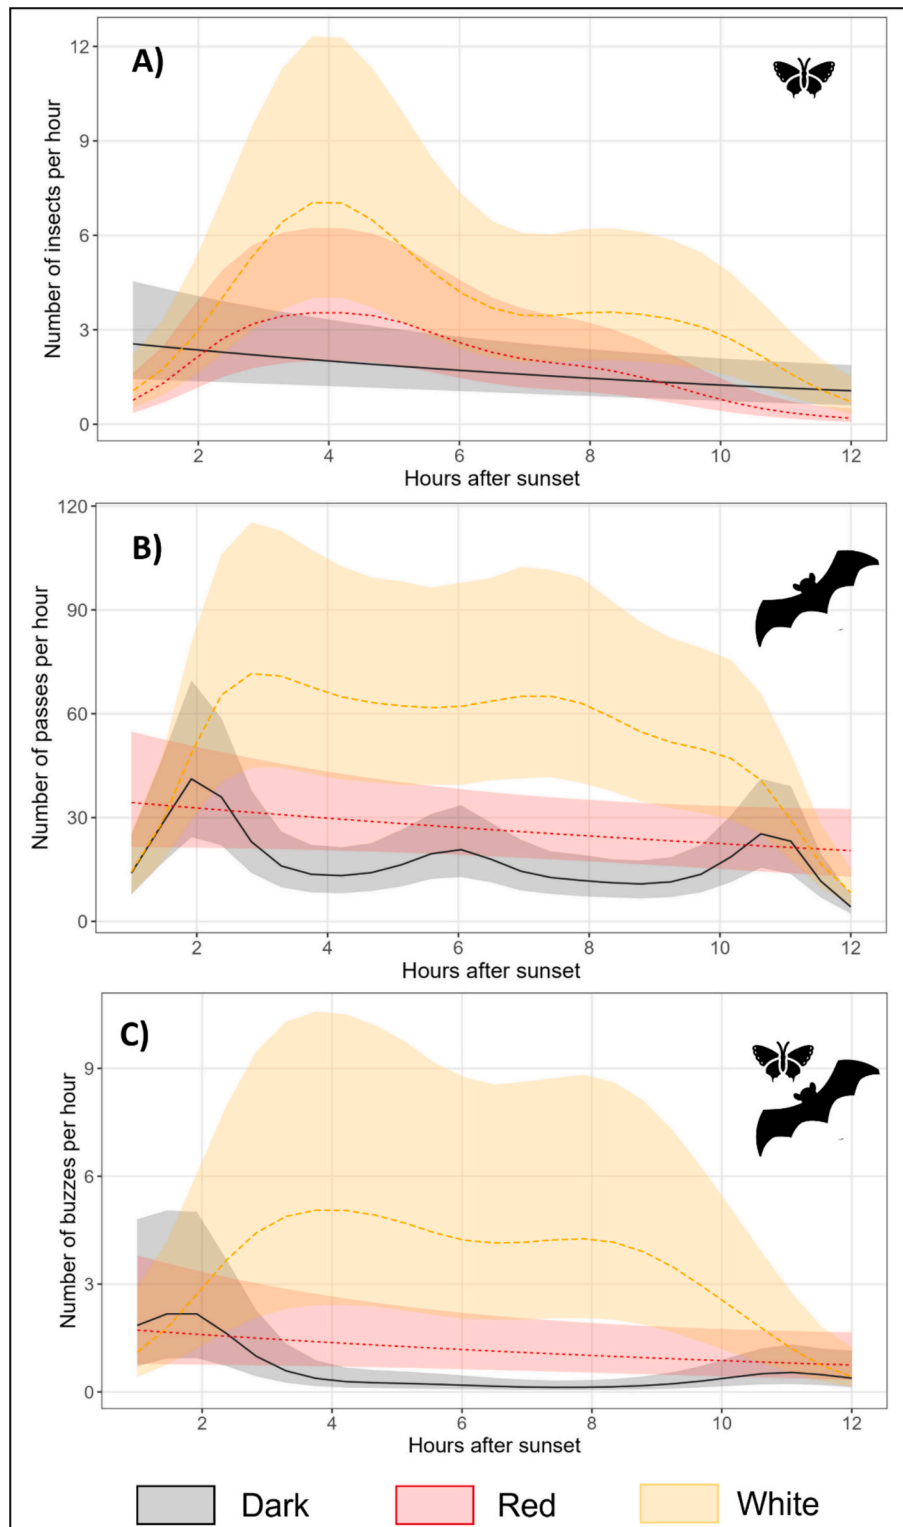 A)
Number of insects per hour
12
9
6
3
0
2 4 6 8 10 12
Hours after sunset
B)
Number of passes per hour
120
90
60
30
0
2 4 6 8 10 12
Hours after sunset
C)
Number of buzzes per hour
9
6
3
0
2 4 6 8 10 12
Hours after sunset
Dark Red White